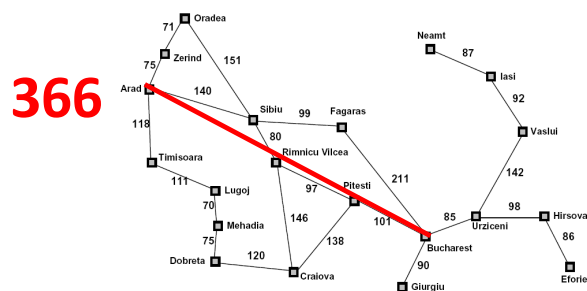 71
Oradea
Neamt
87
Zerind
151
75
Iasi
366
Arad
140
92
Sibiu
99
Fagaras
118
80
Vaslui
Rimnicu Vilcea
Timisoara
211
142
111
Lugoj
97
Pitesti
70
98
Hirsova
146
101
85
Mehadia
Urziceni
86
75
138
Bucharest
120
90
Dobreta
Craiova
Eforie
Giurgiu